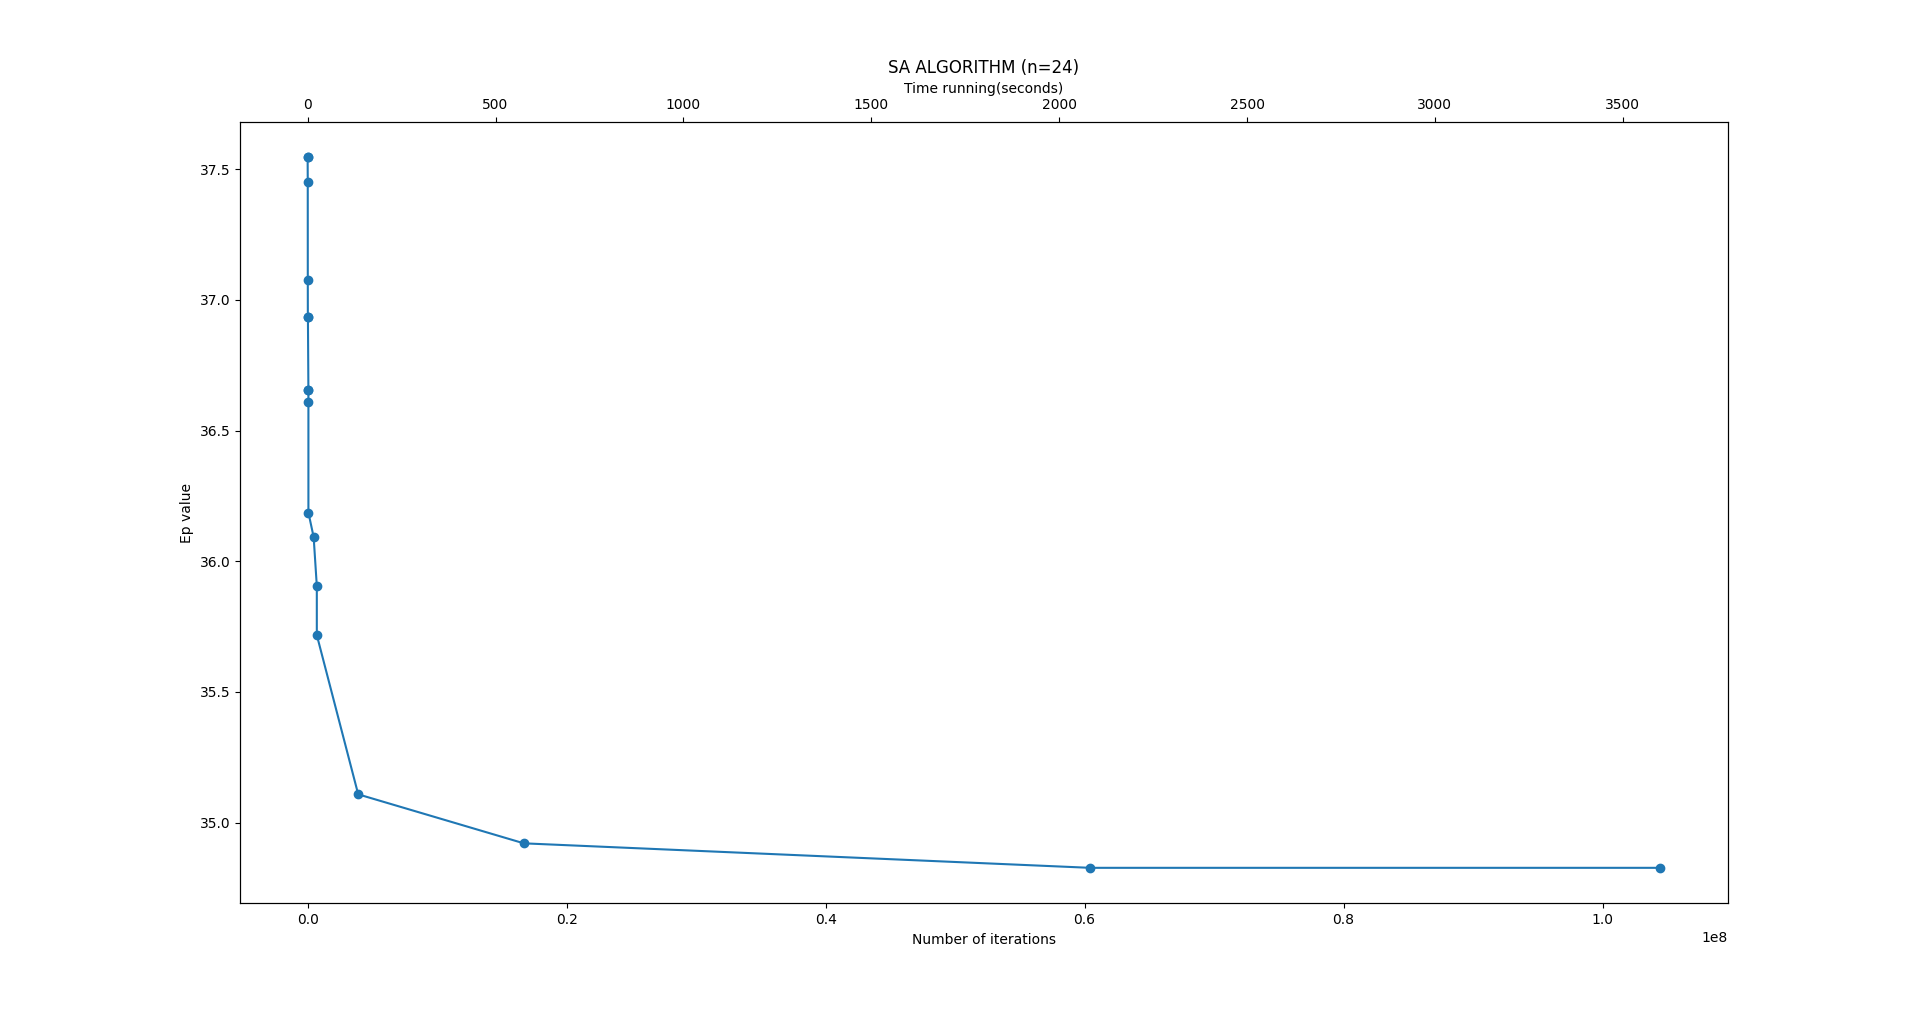 SA ALGORITHM (n=24)
Time running(seconds)
0 500 1000 1500 2000 2500 3000 3500
37.5
37.0
36.5
36.0
35.5
35.0
Ep value
0.0 0.2 0.4 0.6 0.8 1.0
Number of iterations
1e8